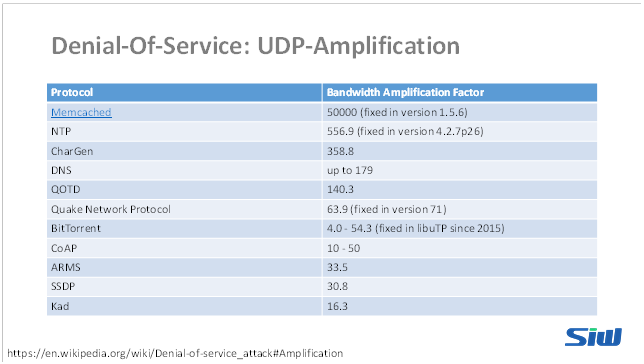 Denial-Of-Service: UDP-Amplification
Protocol Bandwidth Amplification Factor
Memcached 50000 (fixed in version 1.5.6)
NTP 556.9 (fixed in version 4.2.7p26)
CharGen 358.8
DNS up to 179
QOTD 140.3
Quake Network Protocol 63.9 (fixed in version 71)
BitTorrent 4.0 - 54.3 (fixed in libuTP since 2015)
CoAP 10 - 50
ARMS 33.5
SSDP 30.8
Kad 16.3
SiW
https://en.wikipedia.org/wiki/Denial-of-service_attack#Amplification